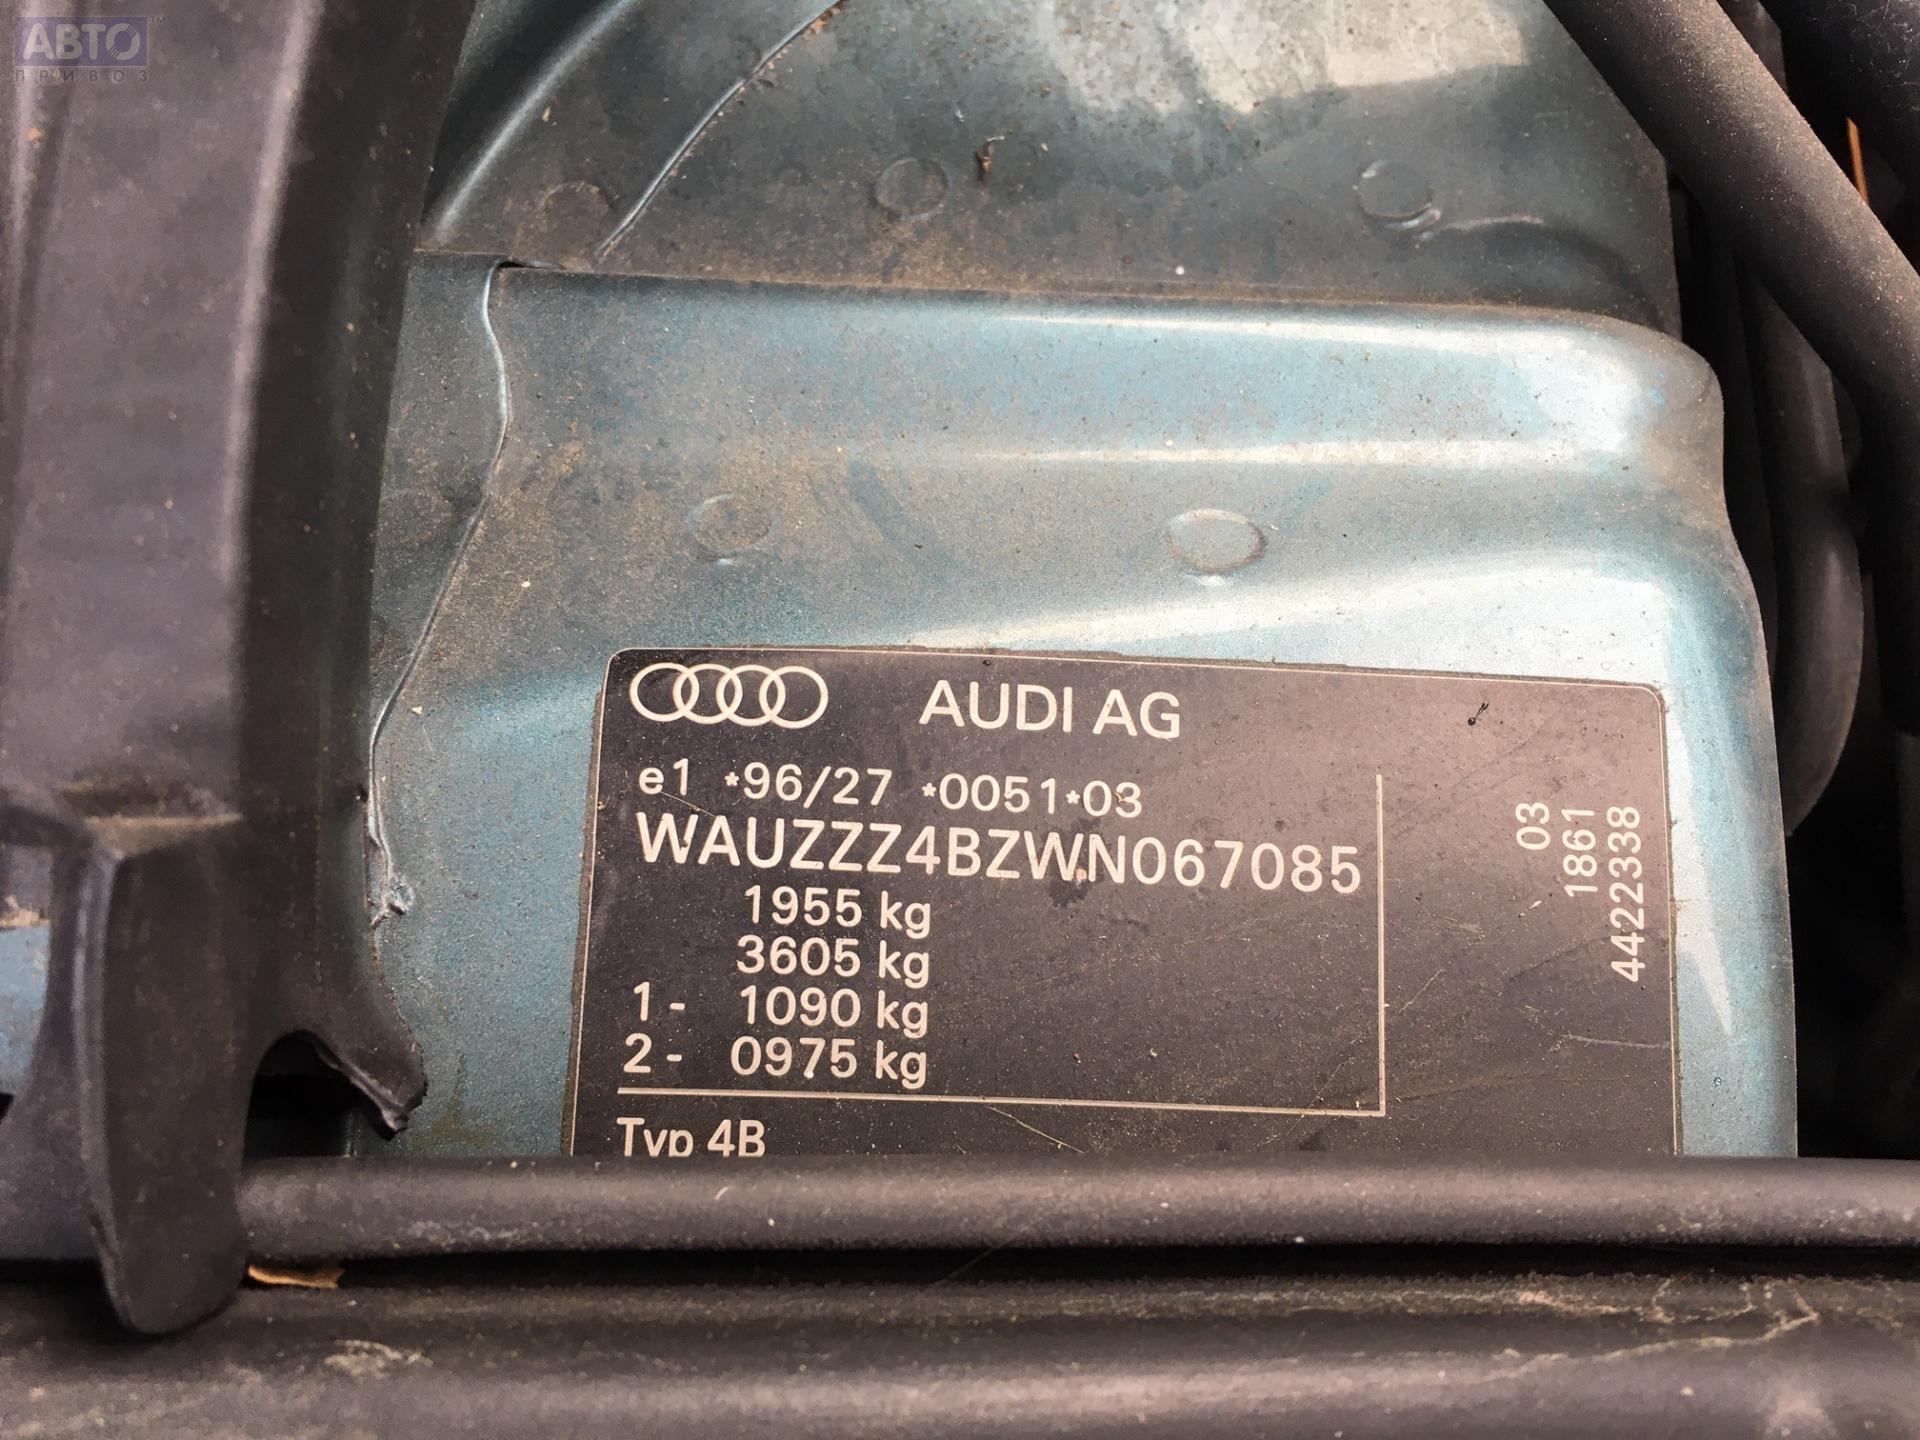 АВТО
ПРИВОЗ
AUDI AG
e1 *96/27 *0051*03
WAUZZZ4BZWN067085
1955 kg
3605 kg
1- 1090 kg
2- 0975 kg
Typ 4B
03
1861
4422338